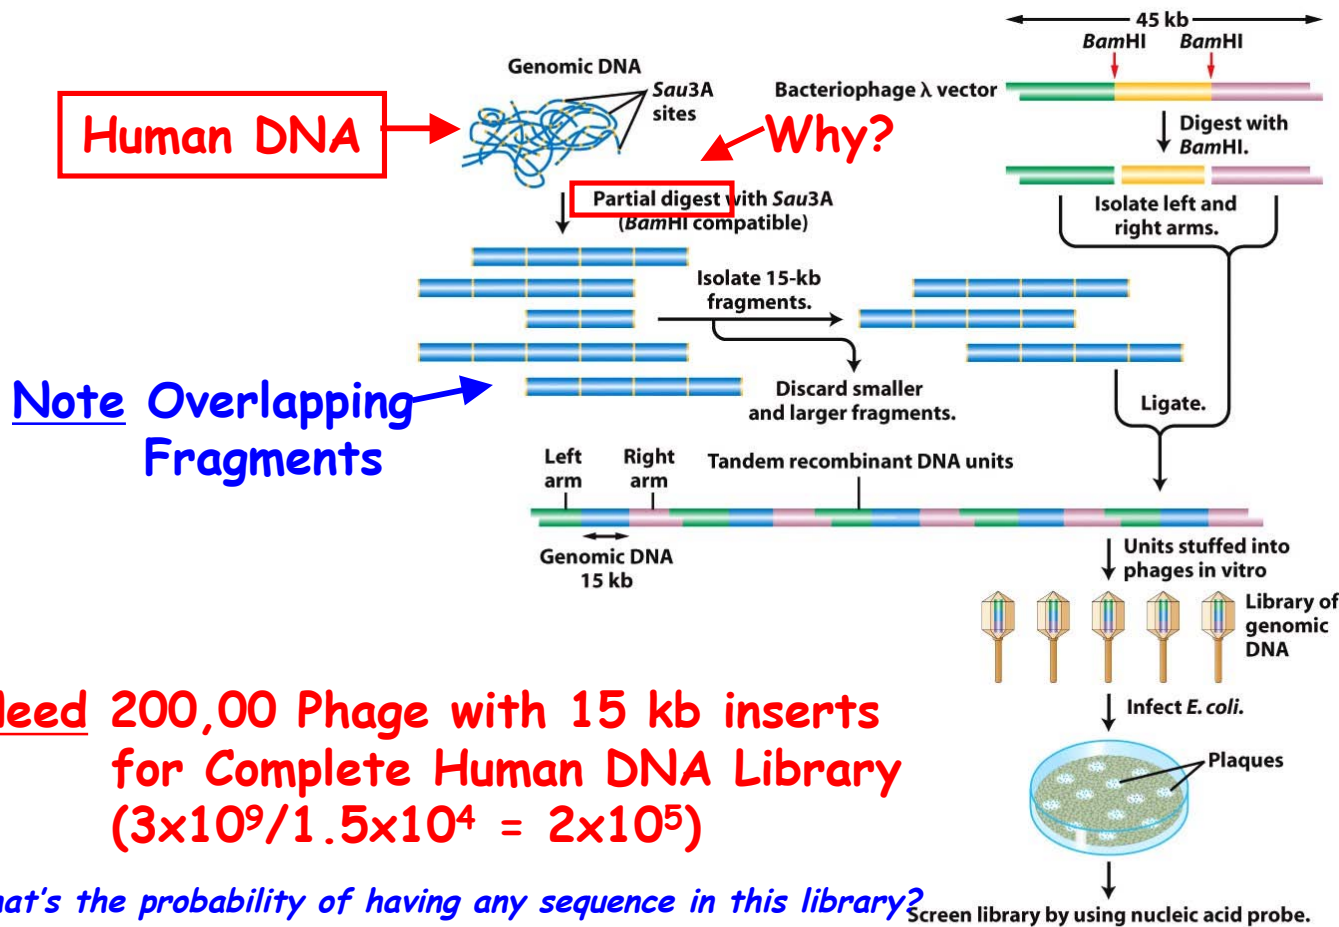 45 kb
BamHI BamHI
Genomic DNA
Sau3A
sites
Bacteriophage λ vector
Human DNA
Why?
Digest with
BamHI.
Partial digest with Sau3A
(BamHI compatible)
Isolate left and
right arms.
Isolate 15-kb
fragments.
Note Overlapping
Fragments
Discard smaller
and larger fragments.
Ligate.
Left
arm
Right
arm
Tandem recombinant DNA units
Genomic DNA
15 kb
Units stuffed into
phages in vitro
Library of
genomic
DNA
Infect E. coli.
Plaques
eed 200,00 Phage with 15 kb inserts
for Complete Human DNA Library
(3x10⁹/1.5x10⁴ = 2x10⁵)
hat's the probability of having any sequence in this library?
Screen library by using nucleic acid probe.